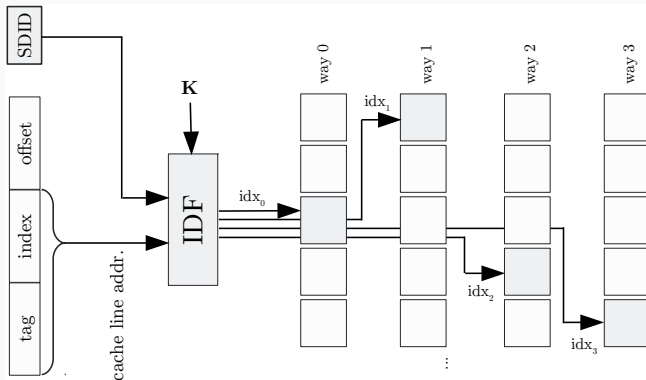 SDID
offset
index
tag
cache line addr.
K
IDF
way 0
way 1
way 2
way 3
idx₀
idx₁
idx₂
idx₃
...